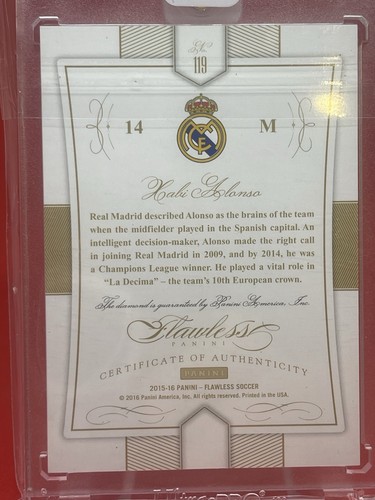 No.
119
14 M
Xabi Alonso
Real Madrid described Alonso as the brains of the team
when the midfielder played in the Spanish capital. An
intelligent decision-maker, Alonso made the right call
in joining Real Madrid in 2009, and by 2014, he was
a Champions League winner. He played a vital role in
“La Decima” – the team’s 10th European crown.
The diamond is guaranteed by Panini America, Inc.
Flawless
PANINI
CERTIFICATE OF AUTHENTICITY
PANINI
2015-16 PANINI - FLAWLESS SOCCER
© 2016 Panini America, Inc. All rights reserved. Printed in the USA.